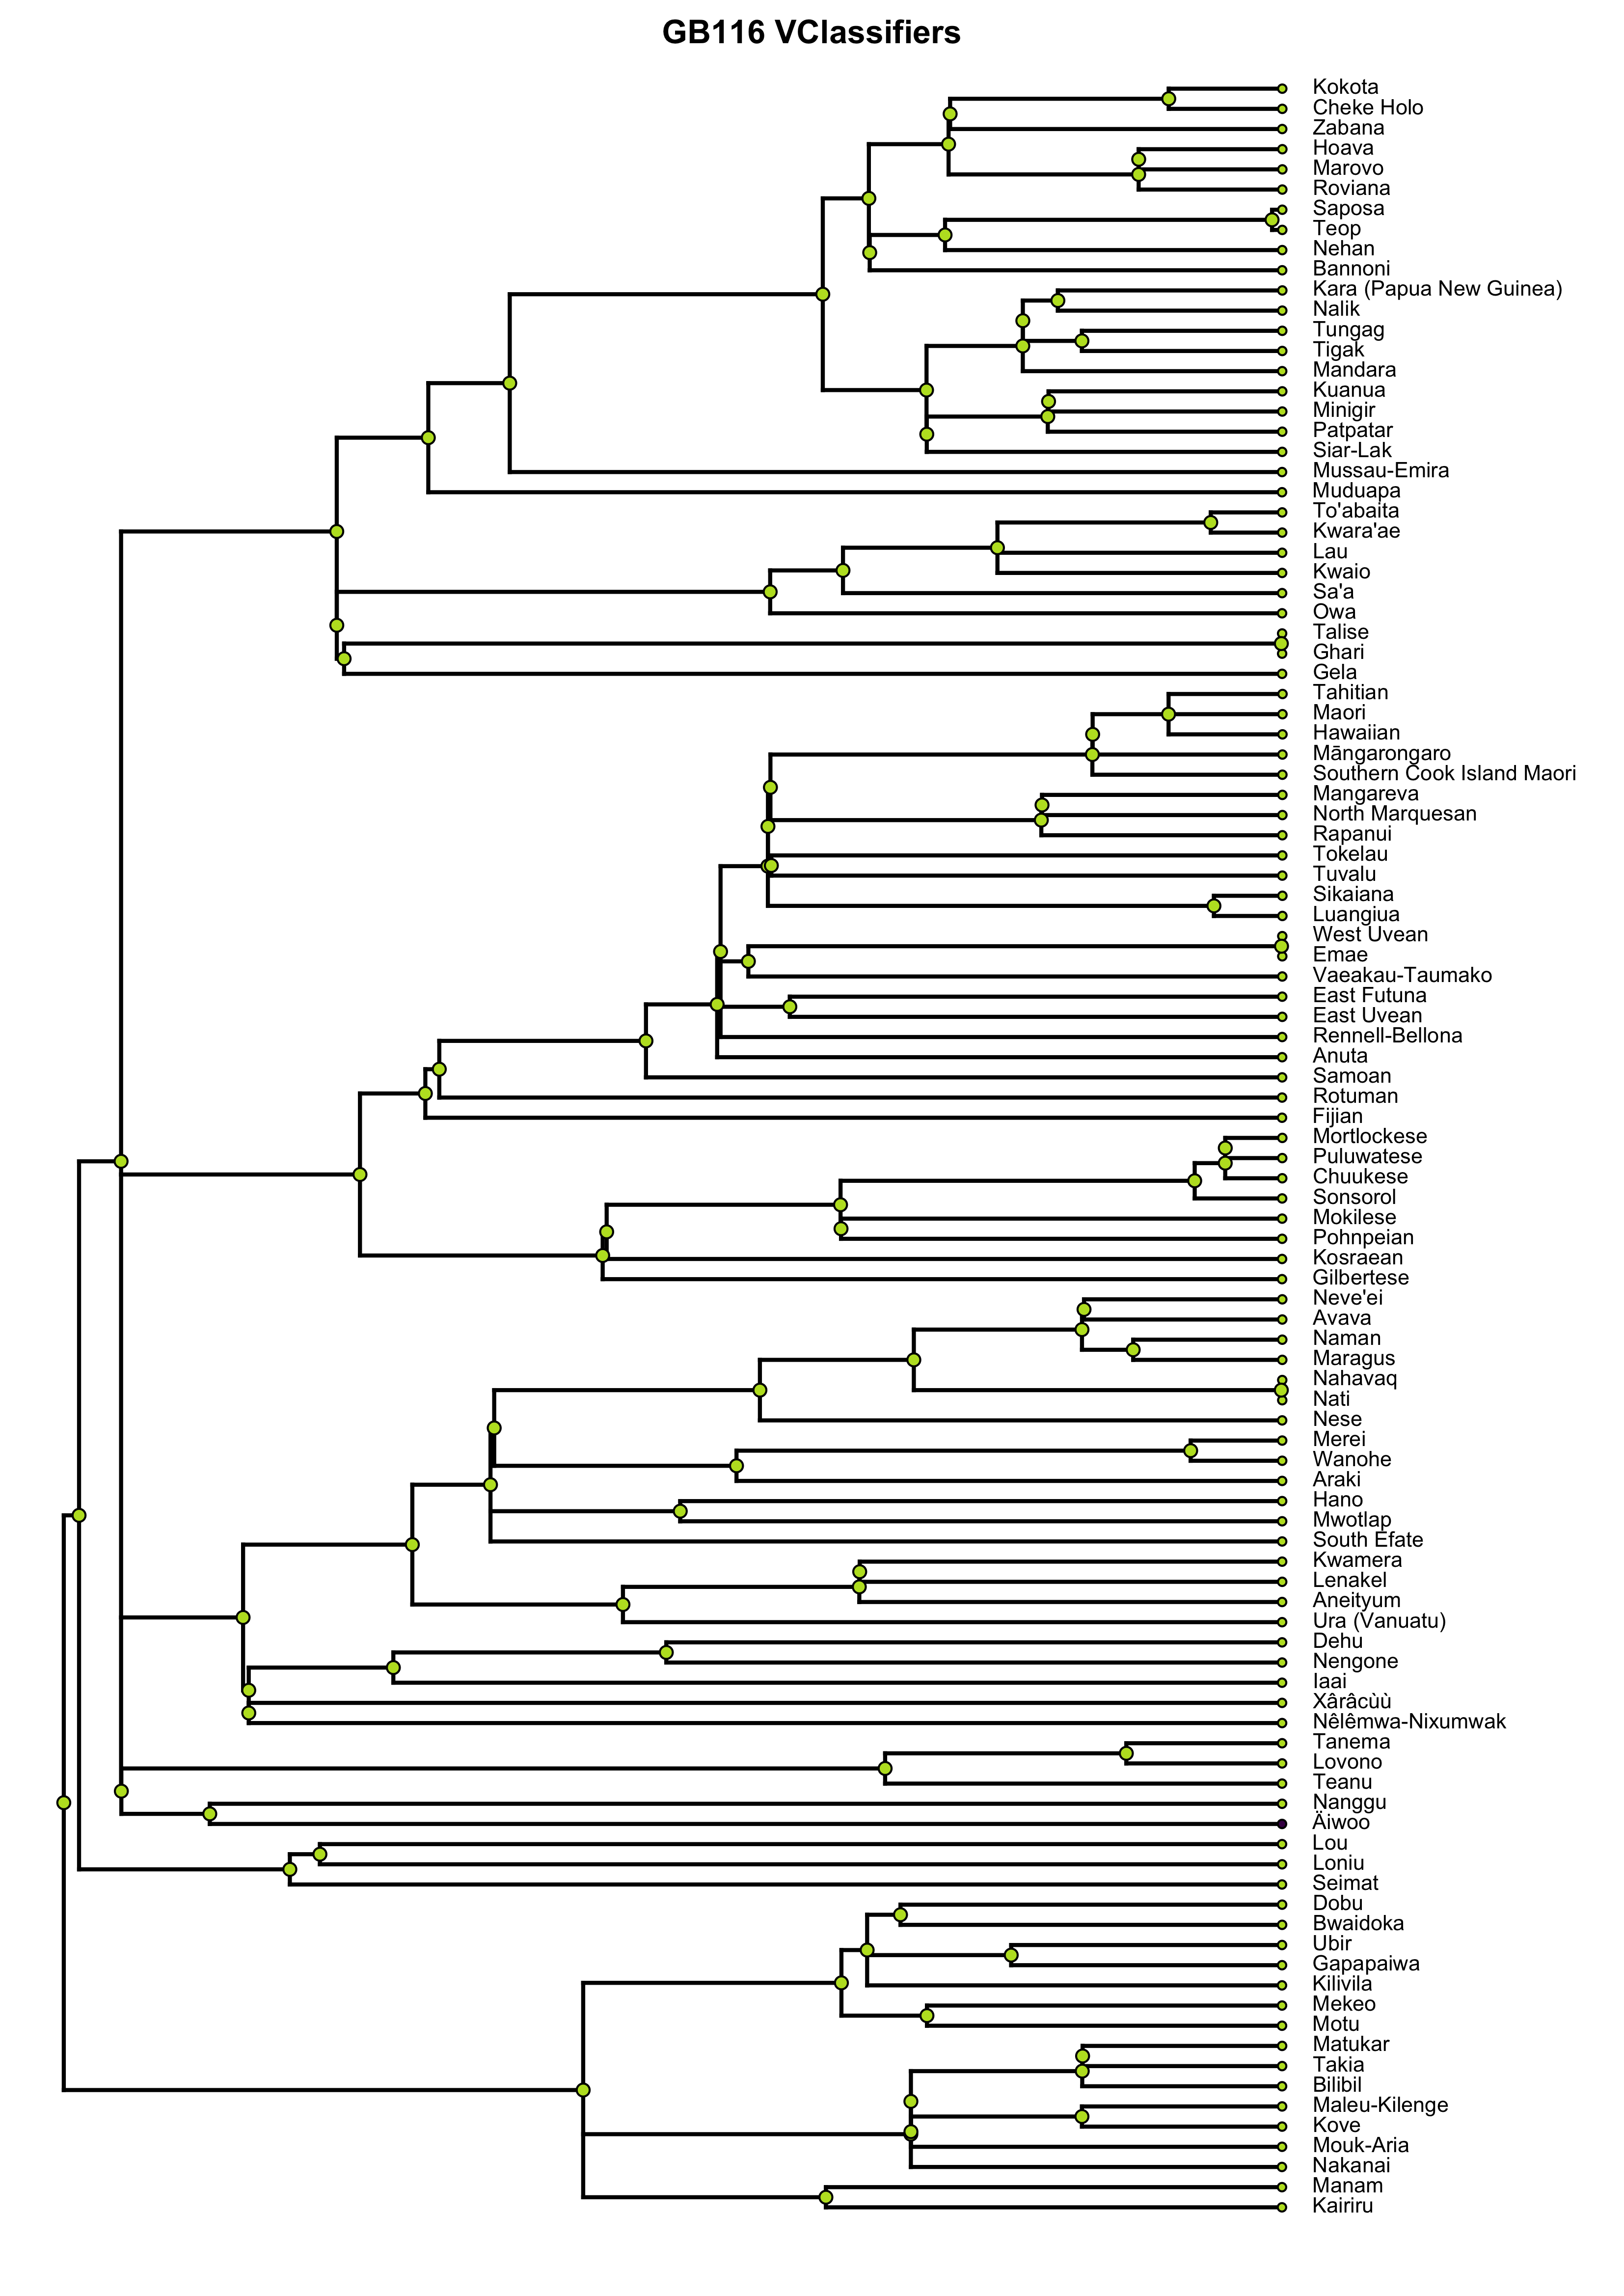 GB116 VClassifiers
Kokota
Cheke Holo
Zabana
Hoava
Marovo
Roviana
Saposa
Teop
Nehan
Bannoni
Kara (Papua New Guinea)
Nalik
Tungag
Tigak
Mandara
Kuanua
Minigir
Patpatar
Siar-Lak
Mussau-Emira
Muduapa
To'abaita
Kwara'ae
Lau
Kwaio
Sa'a
Owa
Talise
Ghari
Gela
Tahitian
Maori
Hawaiian
Māngarongaro
Southern Cook Island Maori
Mangareva
North Marquesan
Rapanui
Tokelau
Tuvalu
Sikaiana
Luangiua
West Uvean
Emae
Vaeakau-Taumako
East Futuna
East Uvean
Rennell-Bellona
Anuta
Samoan
Rotuman
Fijian
Mortlockese
Puluwatese
Chuukese
Sonsorol
Mokilese
Pohnpeian
Kosraean
Gilbertese
Neve'ei
Avava
Naman
Maragus
Nahavaq
Nati
Nese
Merei
Wanohe
Araki
Hano
Mwotlap
South Efate
Kwamera
Lenakel
Aneityum
Ura (Vanuatu)
Dehu
Nengone
Iaai
Xârâcùù
Nêlêmwa-Nixumwak
Tanema
Lovono
Teanu
Nanggu
Äiwoo
Lou
Loniu
Seimat
Dobu
Bwaidoka
Ubir
Gapapaiwa
Kilivila
Mekeo
Motu
Matukar
Takia
Bilibil
Maleu-Kilenge
Kove
Mouk-Aria
Nakanai
Manam
Kairiru